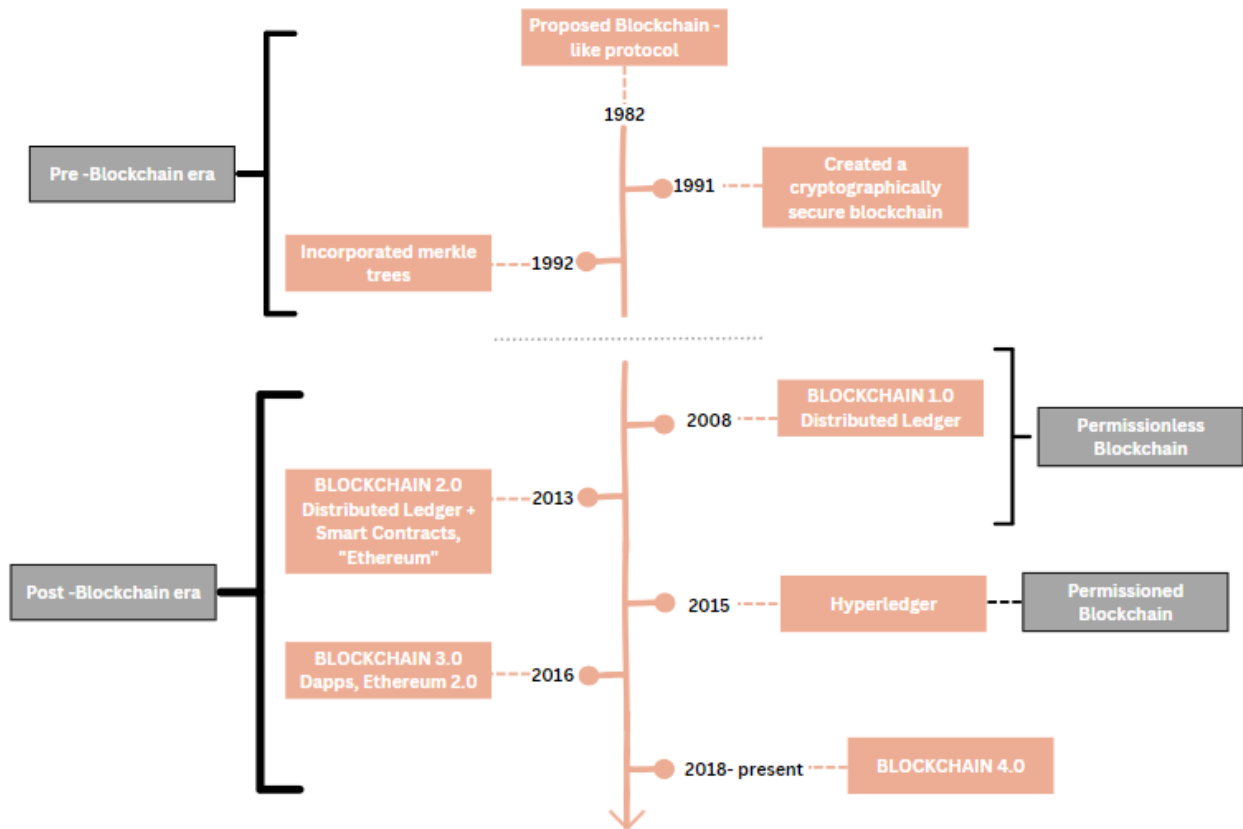 Proposed Blockchain -
like protocol
1982
Pre -Blockchain era
1991
Created a
cryptographically
secure blockchain
Incorporated merkle
trees
1992
BLOCKCHAIN 1.0
Distributed Ledger
2008
Permissionless
Blockchain
BLOCKCHAIN 2.0
Distributed Ledger +
Smart Contracts,
"Ethereum"
2013
Post -Blockchain era
2015
Hyperledger
Permissioned
Blockchain
BLOCKCHAIN 3.0
Dapps, Ethereum 2.0
2016
2018- present
BLOCKCHAIN 4.0